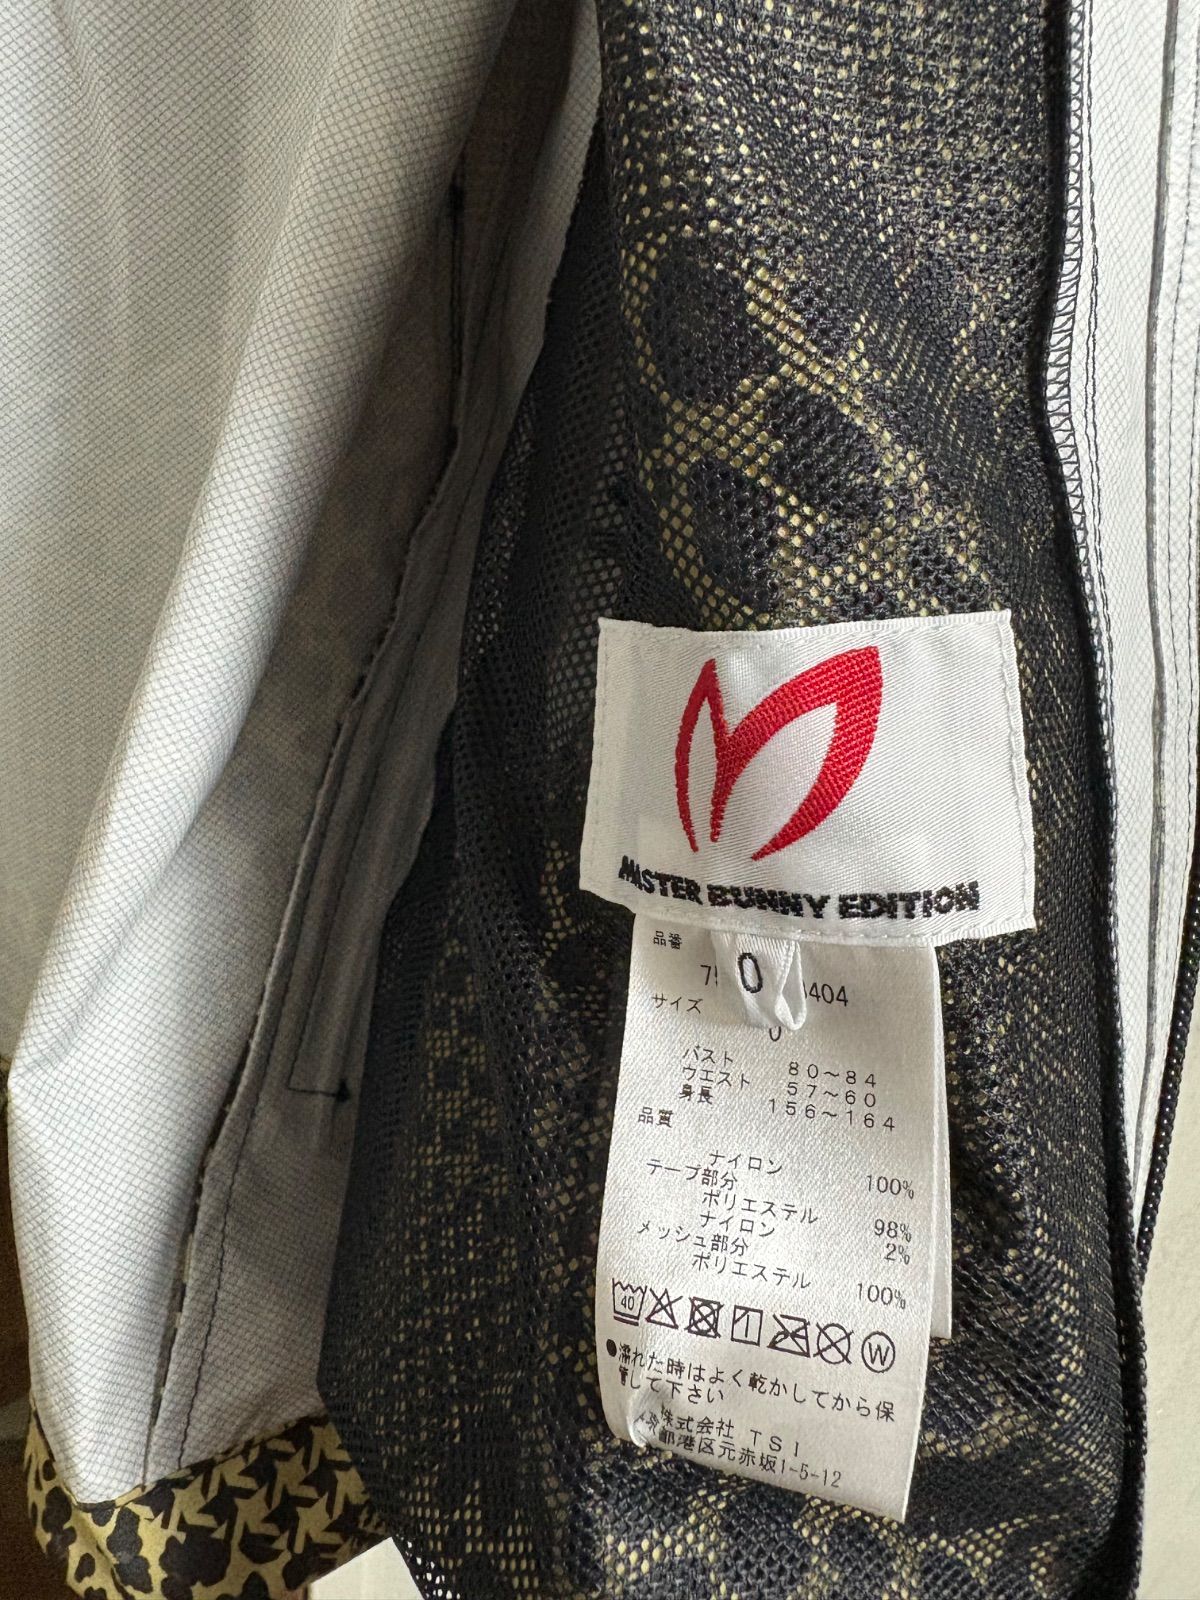 MASTER BUNNY EDITION
品番
0
404
サイズ
0
バスト 80～84
ウエスト 57～60
身長 156～164
品質
ナイロン 100%
テープ部分
ポリエステル 98%
ナイロン 2%
メッシュ部分
ポリエステル 100%
40
W
●濡れた時はよく乾かしてから保
管して下さい
株式会社 TSI
都港区元赤坂1-5-12